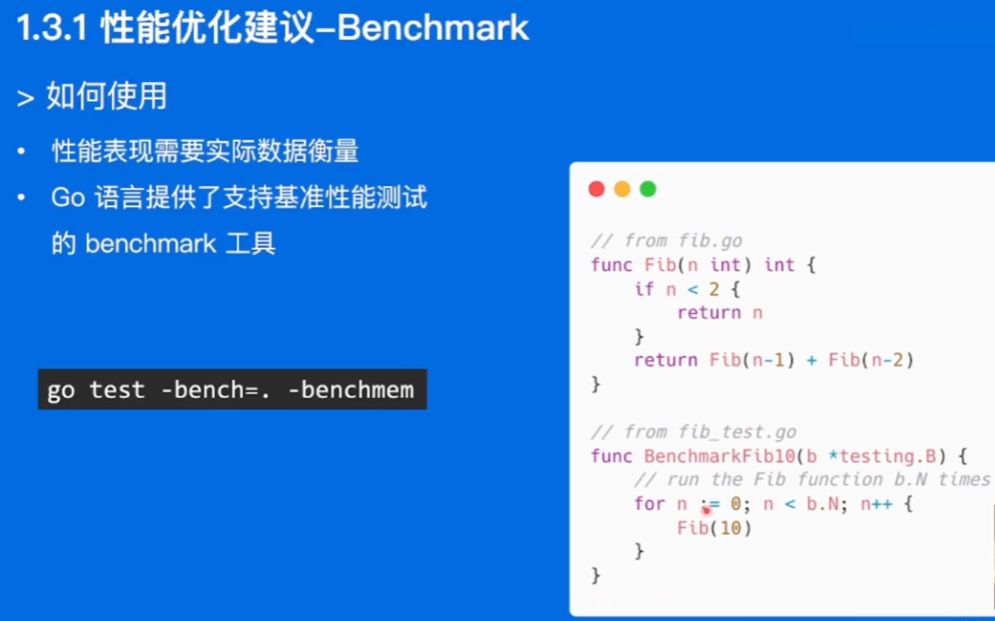 1.3.1 性能优化建议–Benchmark
> 如何使用
• 性能表现需要实际数据衡量
• Go 语言提供了支持基准性能测试
的 benchmark 工具
go test -bench=. -benchmem
// from fib.go
func Fib(n int) int {
    if n < 2 {
        return n
    }
    return Fib(n-1) + Fib(n-2)
}
// from fib_test.go
func BenchmarkFib10(b *testing.B) {
    // run the Fib function b.N times
    for n := 0; n < b.N; n++ {
        Fib(10)
    }
}